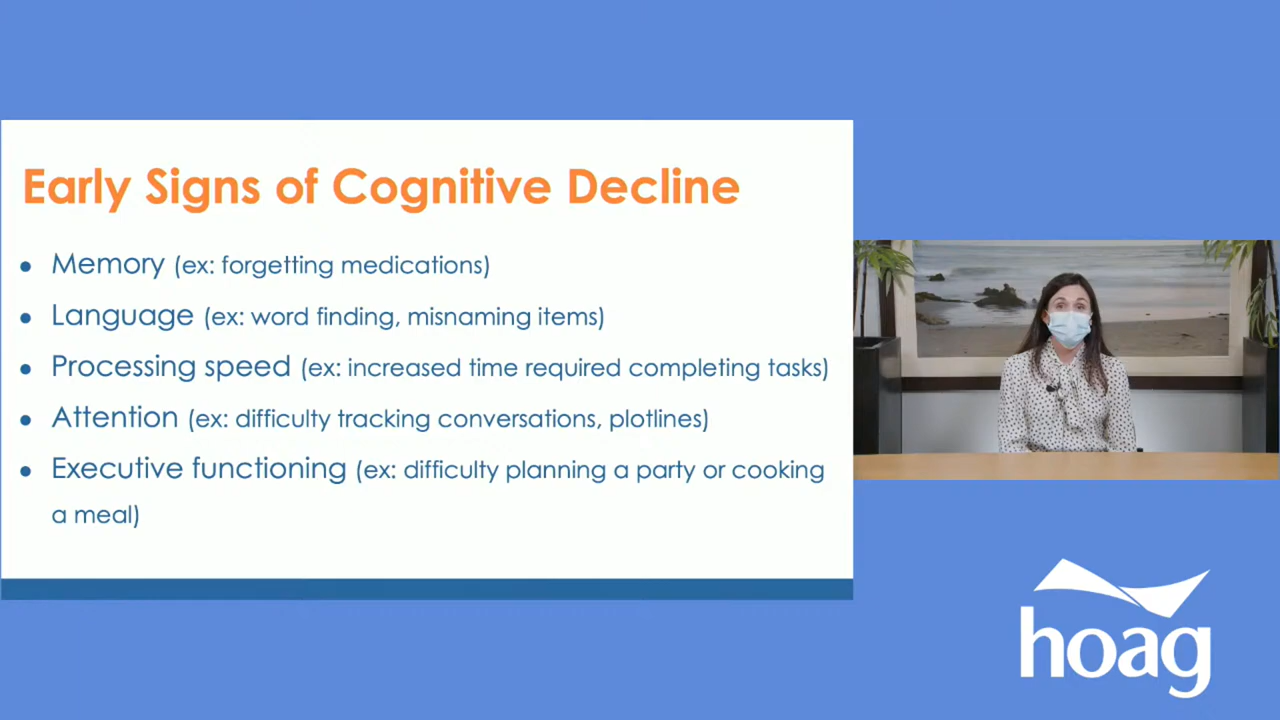 Early Signs of Cognitive Decline
• Memory (ex: forgetting medications)
• Language (ex: word finding, misnaming items)
• Processing speed (ex: increased time required completing tasks)
• Attention (ex: difficulty tracking conversations, plotlines)
• Executive functioning (ex: difficulty planning a party or cooking
a meal)
hoag